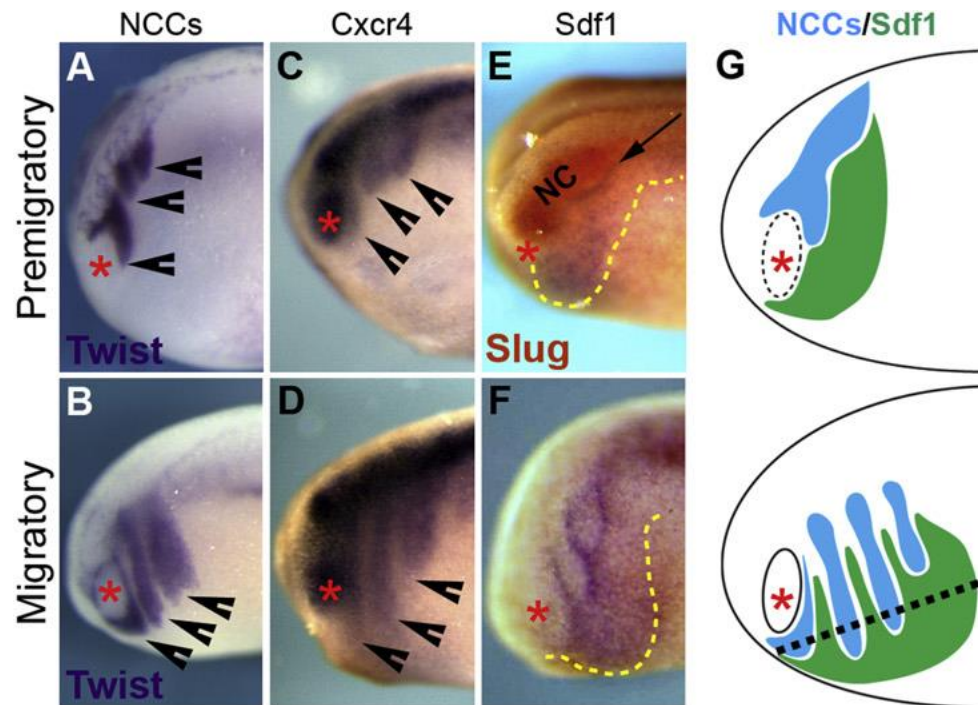 NCCs Cxcr4 Sdf1 NCCs/Sdf1
Premigratory
A C E G
NC
* * * *
Twist Slug
Migratory
B D F
* * * *
Twist